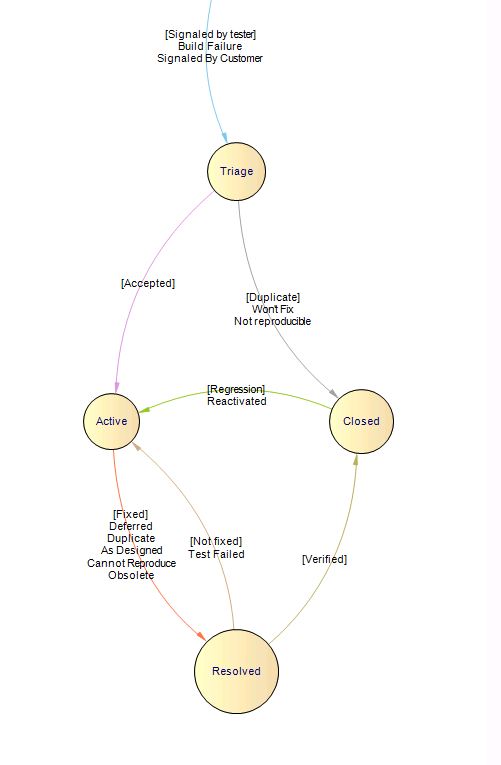 [Signaled by tester]
Build Failure
Signaled By Customer
Triage
[Accepted]
[Duplicate]
Wont Fix
Not reproducible
[Regression]
Reactivated
Active
Closed
[Fixed]
Deferred
Duplicate
As Designed
Cannot Reproduce
Obsolete
[Not fixed]
Test Failed
[Verified]
Resolved